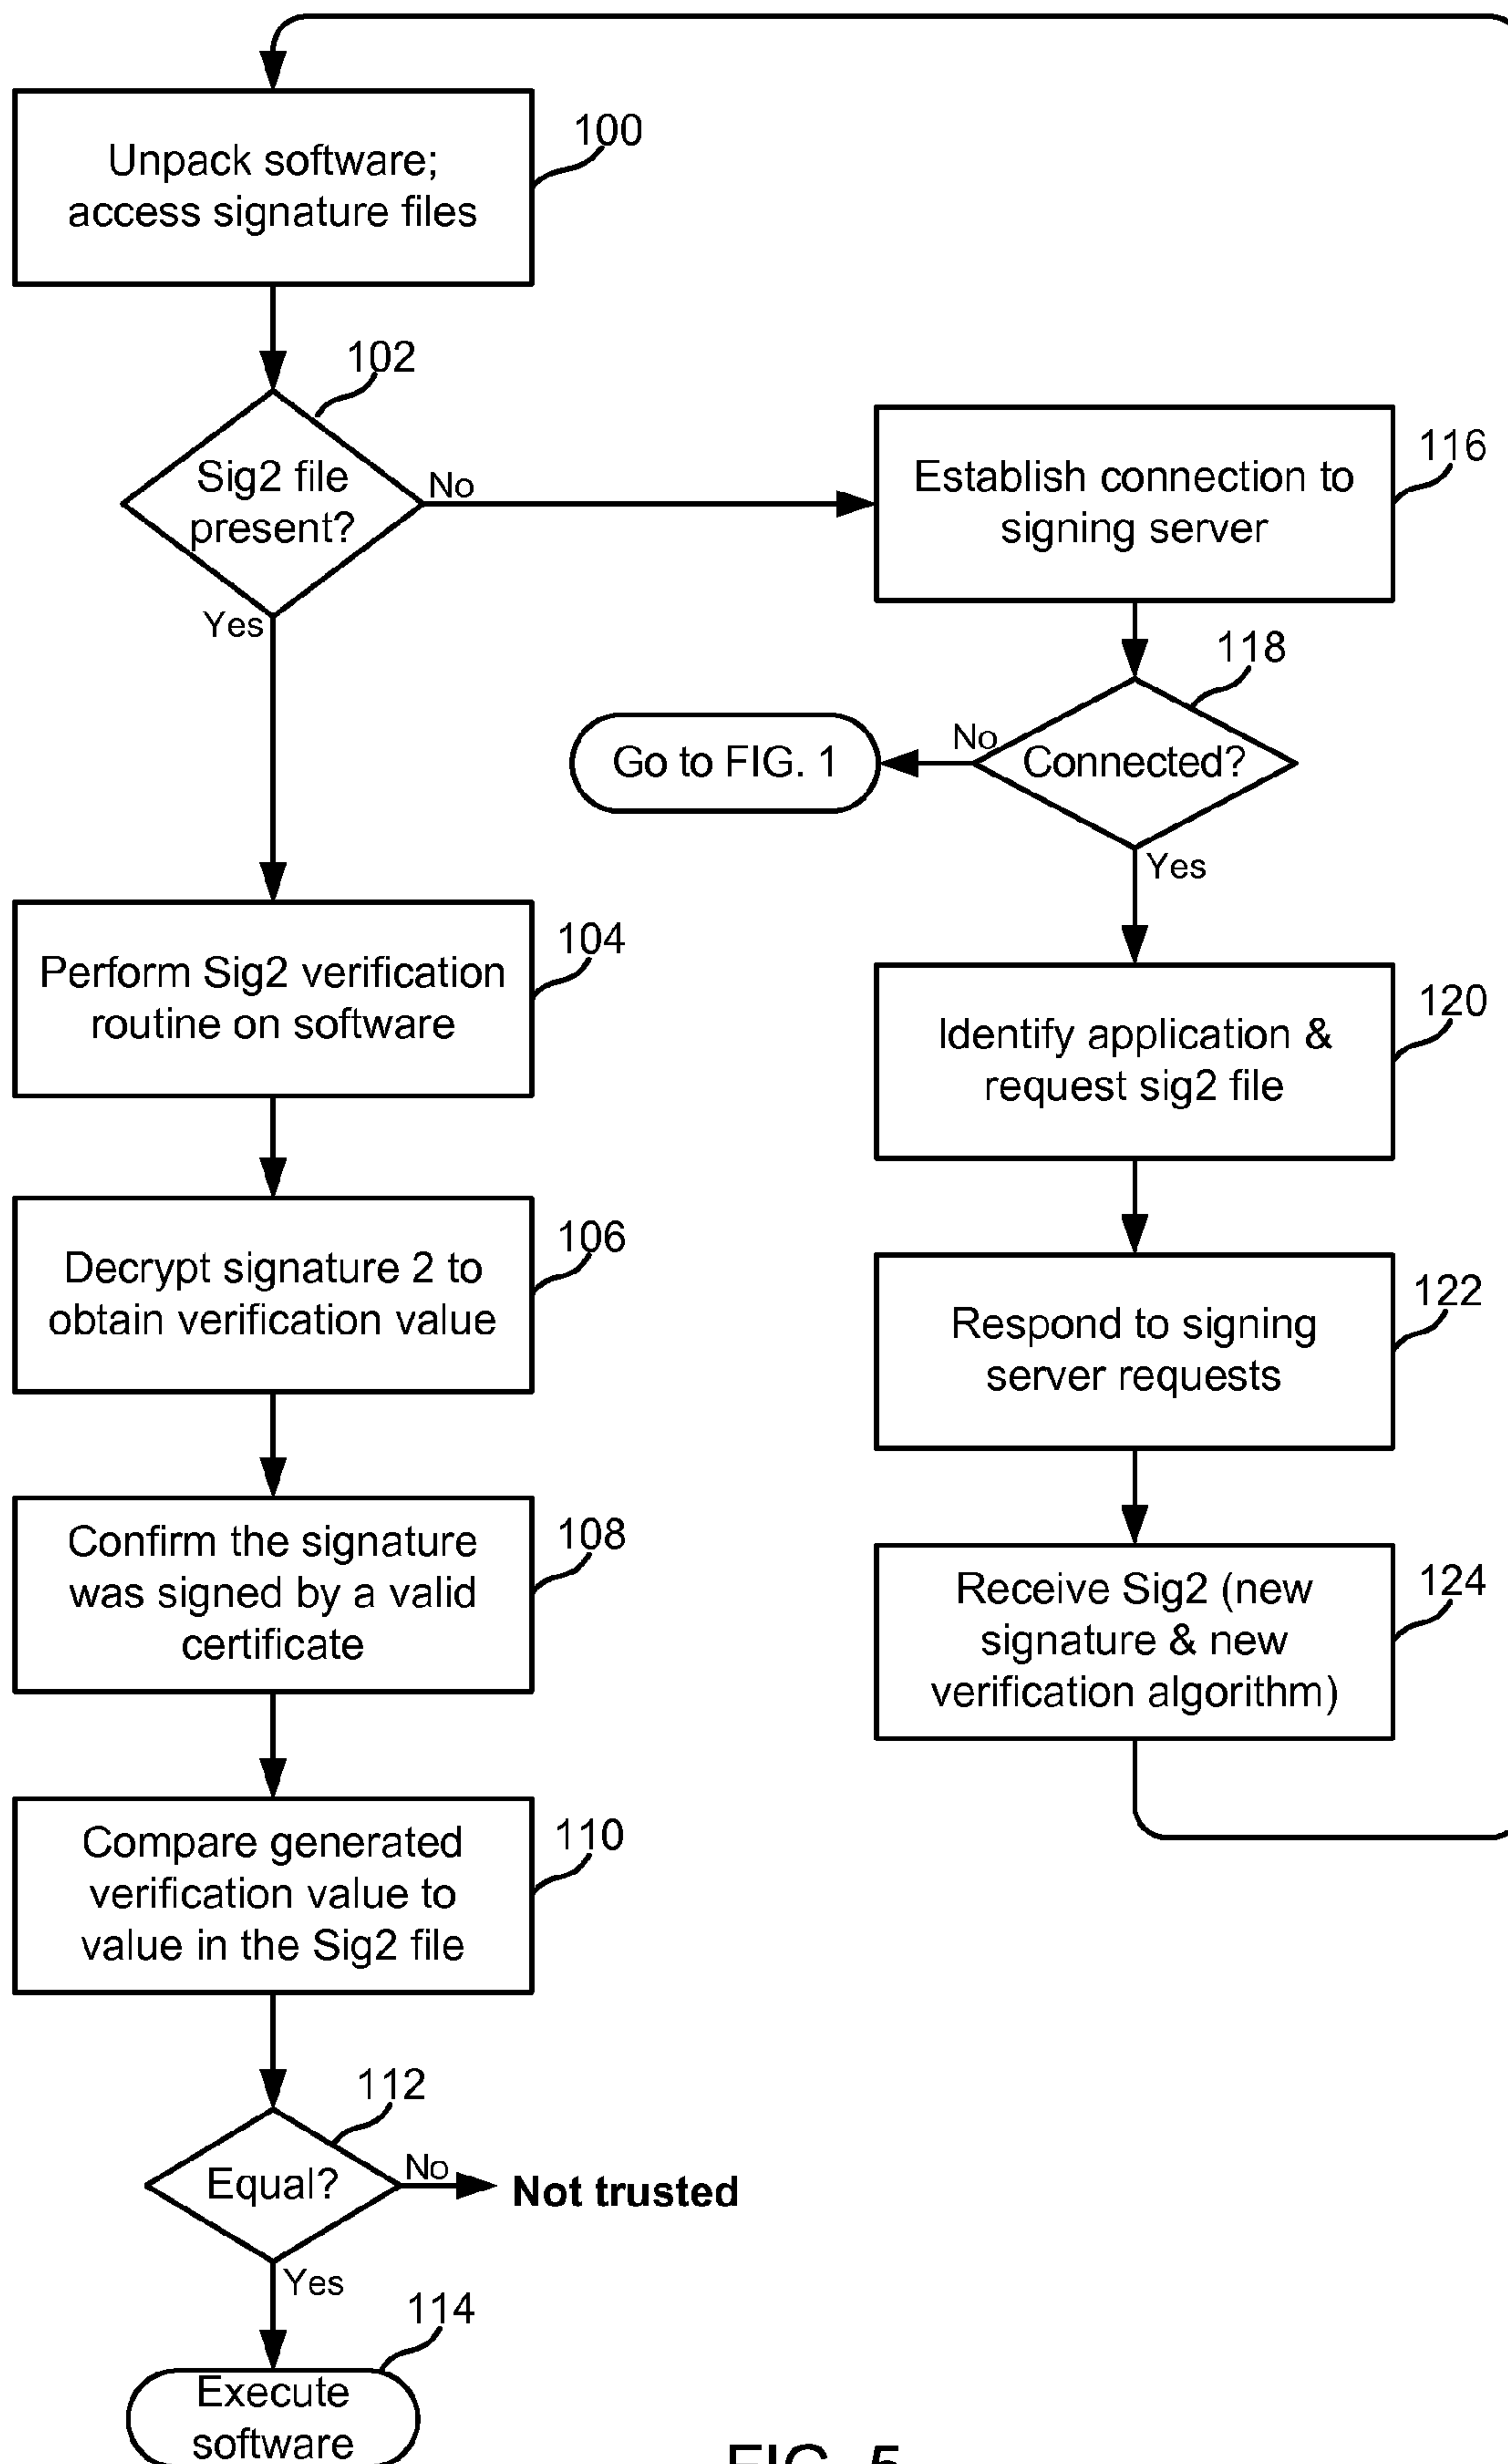 100
Unpack software;
access signature files
102
Sig2 file
present?
No
Yes
116
Establish connection to
signing server
118
Connected?
No
Go to FIG. 1
Yes
104
Perform Sig2 verification
routine on software
120
Identify application &
request sig2 file
106
Decrypt signature 2 to
obtain verification value
122
Respond to signing
server requests
108
Confirm the signature
was signed by a valid
certificate
124
Receive Sig2 (new
signature & new
verification algorithm)
110
Compare generated
verification value to
value in the Sig2 file
112
Equal?
No
Not trusted
Yes
114
Execute
software
FIG. 5